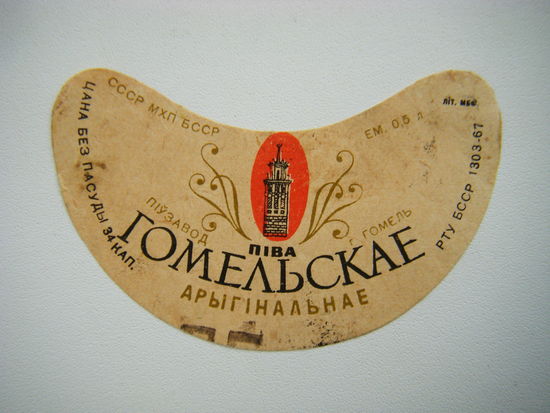 СССР МХП БССР
ЕМ. 0,5 л
ЛІТ. МБФ
ЦАНА БЕЗ ПАСУДЫ 34 КАП.
ПІЎЗАВОД
г. ГОМЕЛЬ
РТУ БССР 1303-67
ПІВА
ГОМЕЛЬСКАЕ
АРЫГІНАЛЬНАЕ